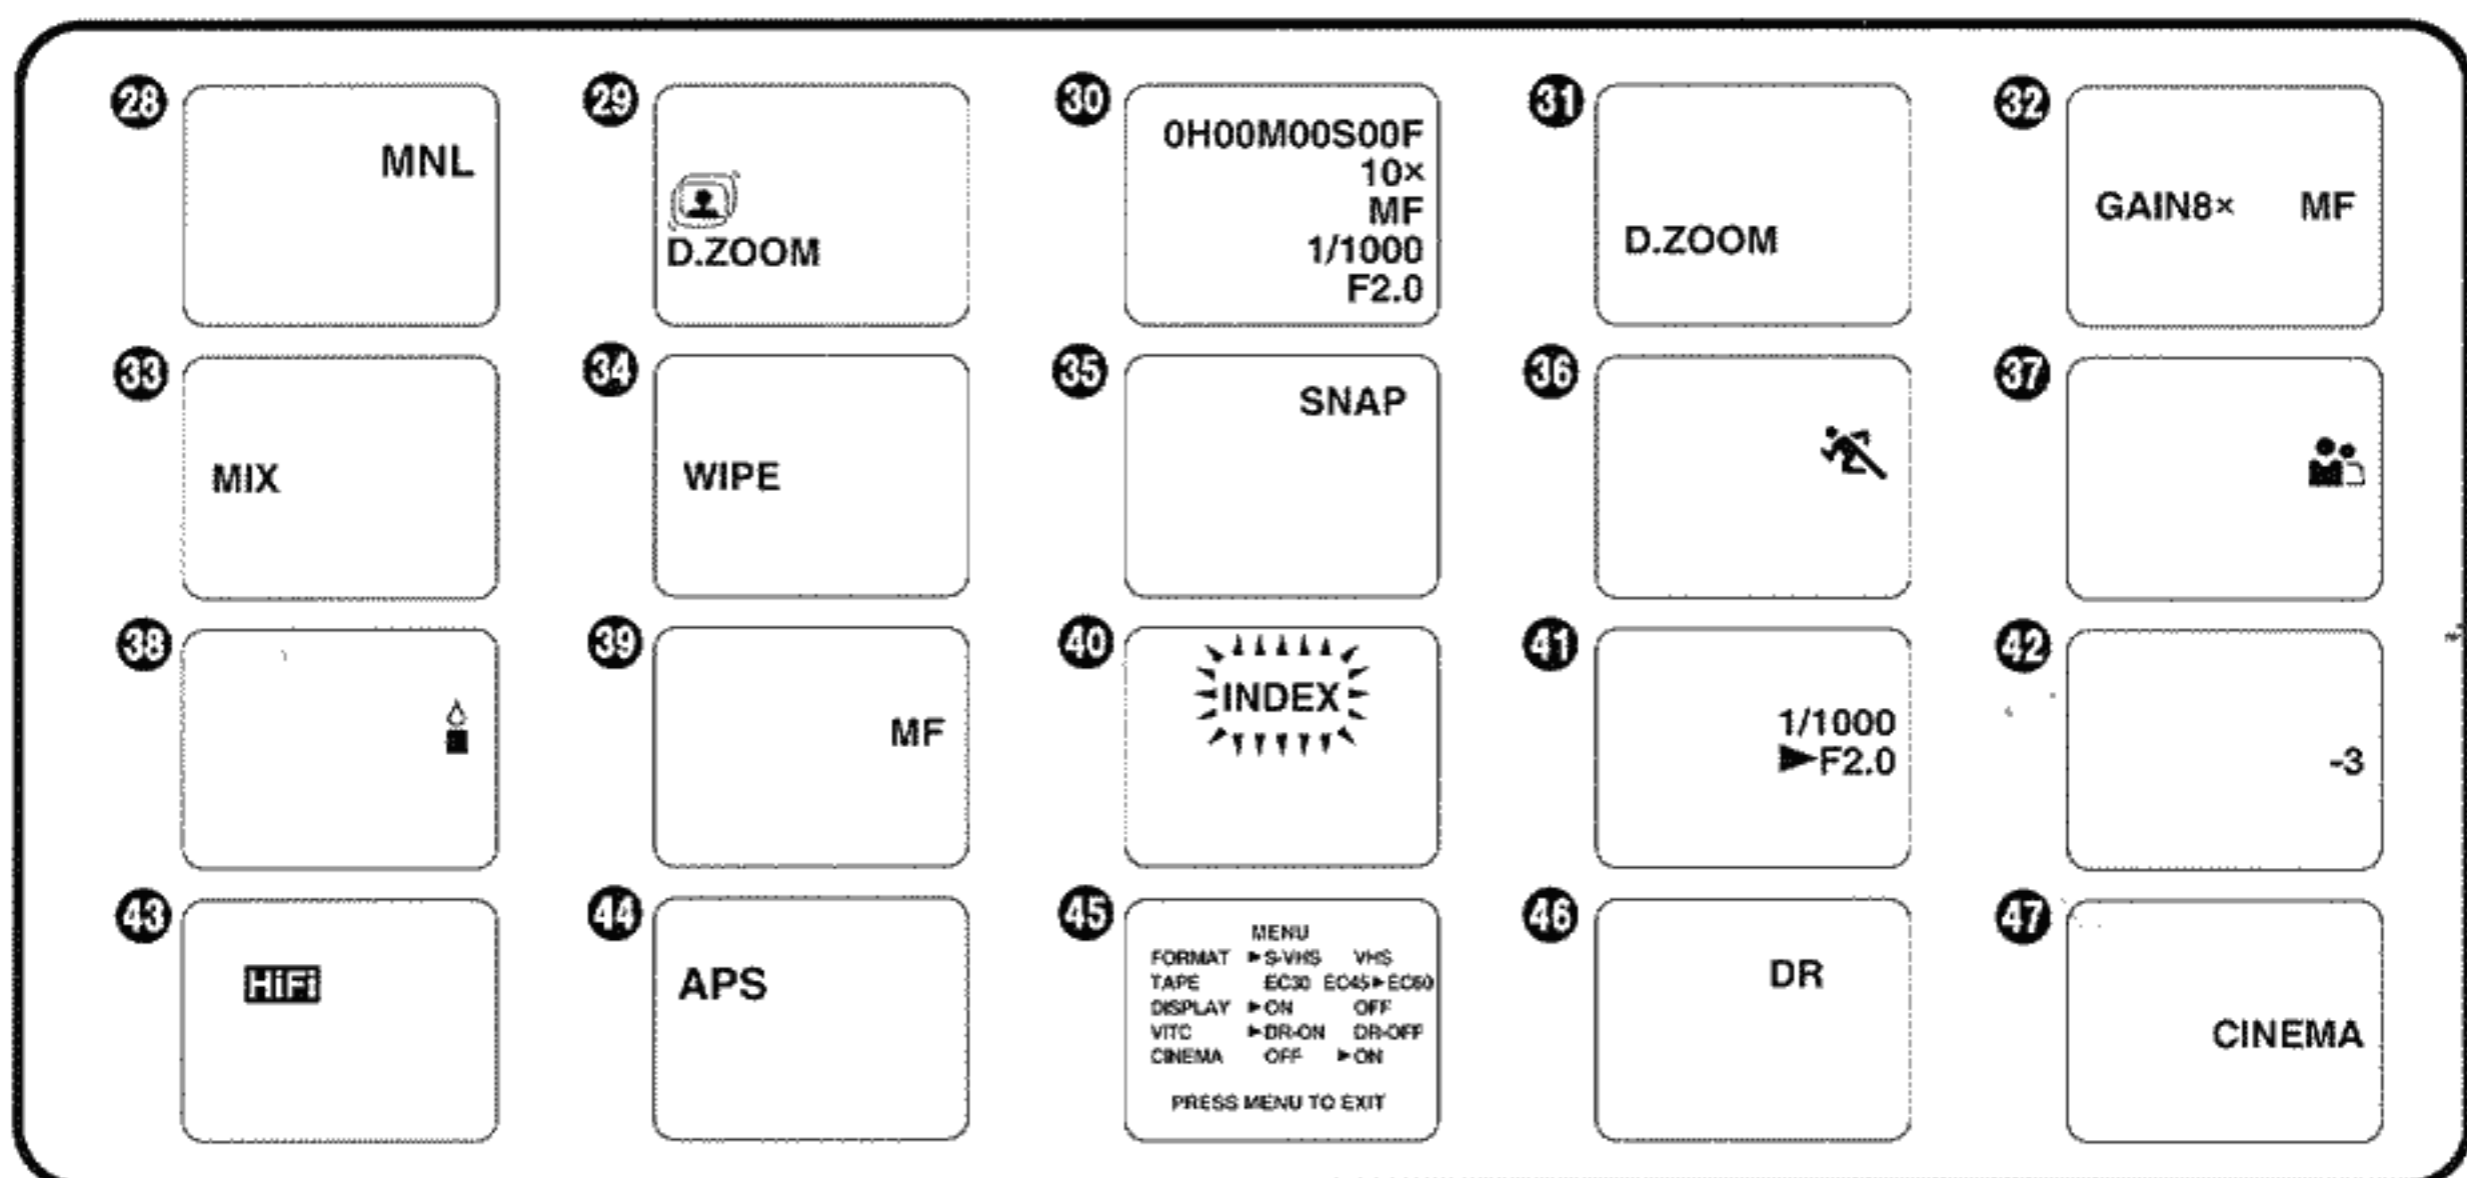 28
MNL
29
D.ZOOM
30
0H00M00S00F
10×
MF
1/1000
F2.0
31
D.ZOOM
32
GAIN8× MF
33
MIX
34
WIPE
35
SNAP
36
37
38
39
MF
40
INDEX
41
1/1000
►F2.0
42
-3
43
HiFi
44
APS
45
MENU
FORMAT ►S-VHS VHS
TAPE EC30 EC45►EC60
DISPLAY ►ON OFF
VITC ►DR-ON DR-OFF
CINEMA OFF ►ON
PRESS MENU TO EXIT
46
DR
47
CINEMA